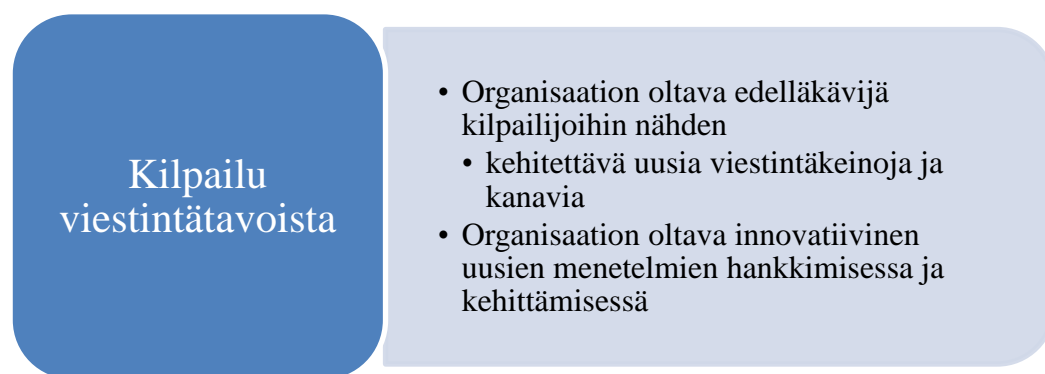 Kilpailu
viestintätavoista
• Organisaation oltava edelläkävijä
kilpailijoihin nähden
• kehitettävä uusia viestintäkeinoja ja
kanavia
• Organisaation oltava innovatiivinen
uusien menetelmien hankkimisessa ja
kehittämisessä